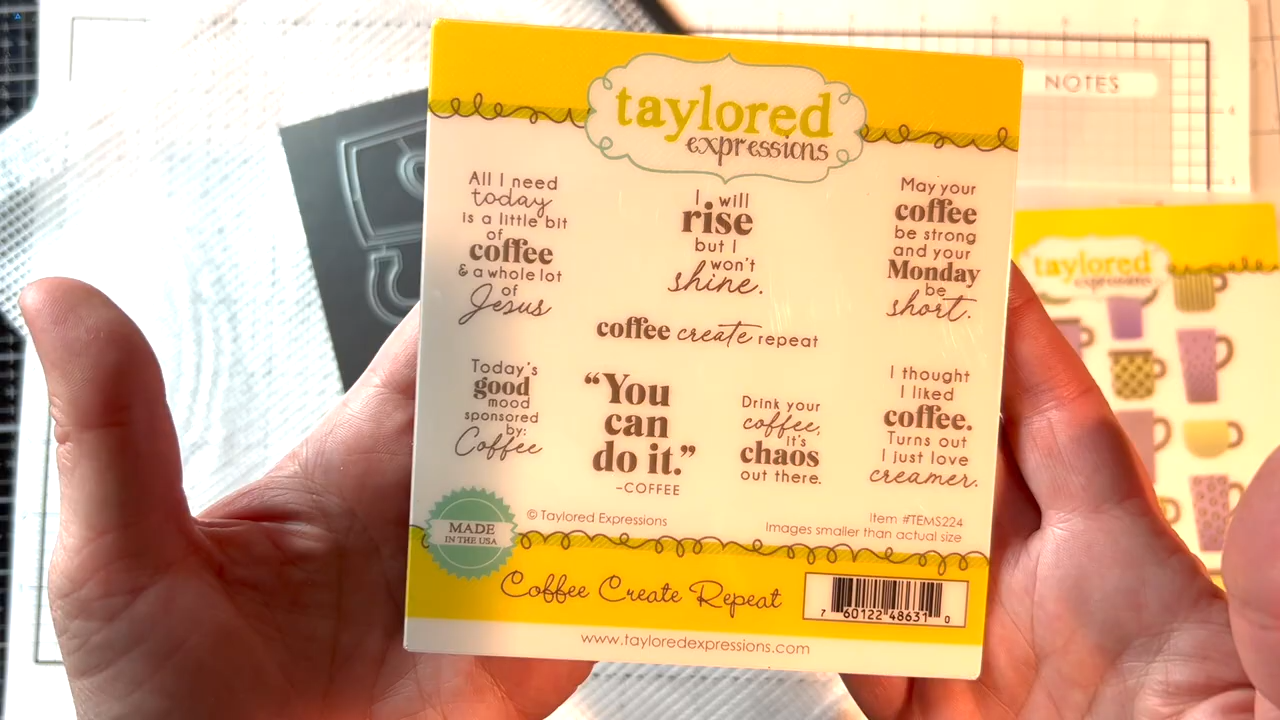 NOTES
taylored
expressions
All I need
today
is a little bit
of
coffee
& a whole lot
of
Jesus
I will
rise
but I
won't
shine.
May your
coffee
be strong
and your
Monday
be
short.
coffee create repeat
Today's
good
mood
sponsored
by:
Coffee
"You
can
do it."
-COFFEE
Drink your
coffee,
it's
chaos
out there.
I thought
I liked
coffee.
Turns out
I just love
creamer.
MADE
IN THE USA
© Taylored Expressions
Item #TEMS224
Images smaller than actual size
Coffee Create Repeat
7 60122 48631 0
www.tayloredexpressions.com
taylored
expressions